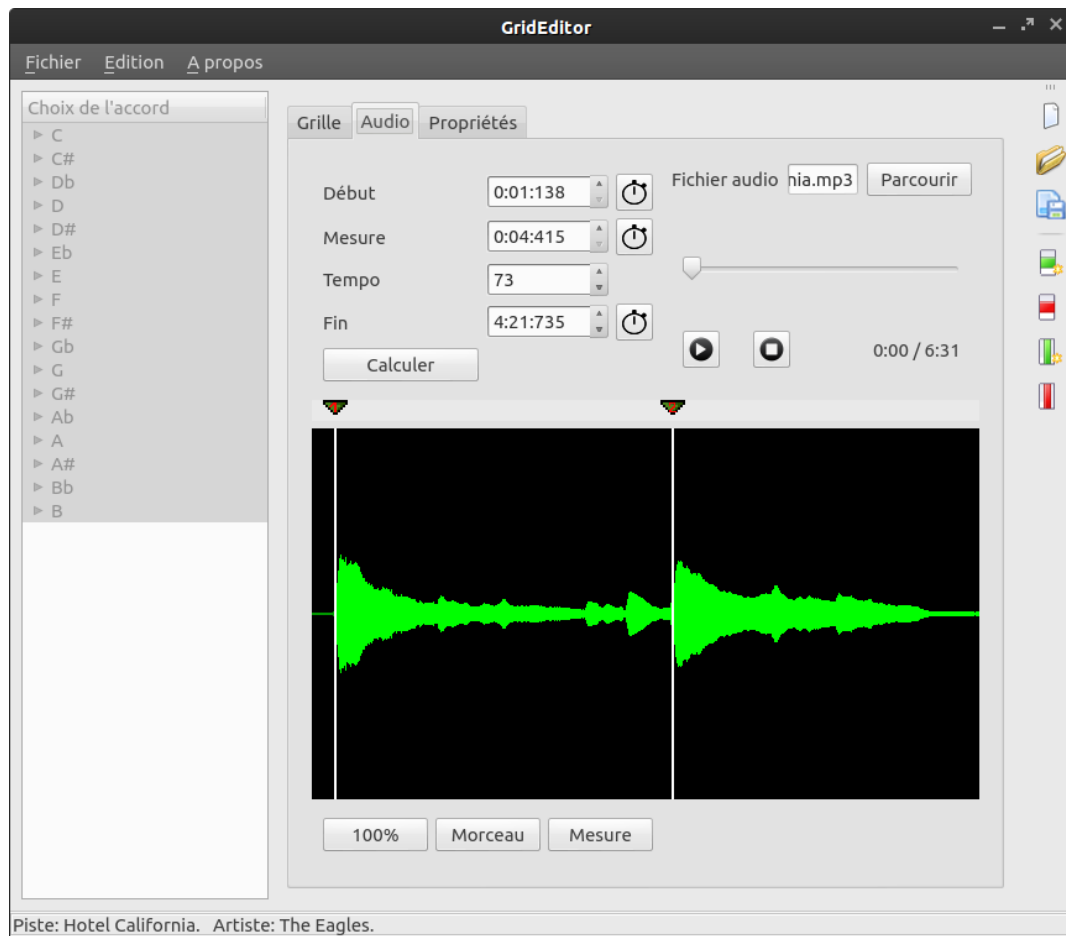 GridEditor
Fichier Edition A propos
Choix de l'accord
C
C#
Db
D
D#
Eb
E
F
F#
Gb
G
G#
Ab
A
A#
Bb
B
Grille Audio Propriétés
Début 0:01:138
Mesure 0:04:415
Tempo 73
Fin 4:21:735
Calculer
Fichier audio nia.mp3 Parcourir
0:00 / 6:31
100% Morceau Mesure
Piste: Hotel California. Artiste: The Eagles.